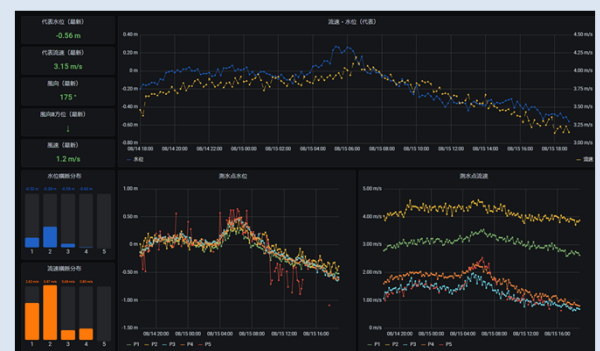 代表水位（最新）
-0.56 m
代表流速（最新）
3.15 m/s
風向（最新）
175 °
風向8方位（最新）
↓
風速（最新）
1.2 m/s
流速・水位（代表）
0.40 m
0.20 m
0 m
-0.20 m
-0.40 m
-0.60 m
-0.80 m
4.50 m/s
4.25 m/s
4.00 m/s
3.75 m/s
3.50 m/s
3.25 m/s
3.00 m/s
08/14 18:00 08/14 20:00 08/14 22:00 08/15 00:00 08/15 02:00 08/15 04:00 08/15 06:00 08/15 08:00 08/15 10:00 08/15 12:00 08/15 14:00 08/15 16:00 08/15 18:00
水位
流速
水位横断分布
1 2 3 4 5
流速横断分布
1 2 3 4 5
測水点水位
1.00 m
0.50 m
0 m
-0.50 m
-1.00 m
-1.50 m
08/14 20:00 08/15 00:00 08/15 04:00 08/15 08:00 08/15 12:00 08/15 16:00
P1 P2 P3 P4 P5
測水点流速
5.00 m/s
4.00 m/s
3.00 m/s
2.00 m/s
1.00 m/s
0 m/s
08/14 20:00 08/15 00:00 08/15 04:00 08/15 08:00 08/15 12:00 08/15 16:00
P1 P2 P3 P4 P5